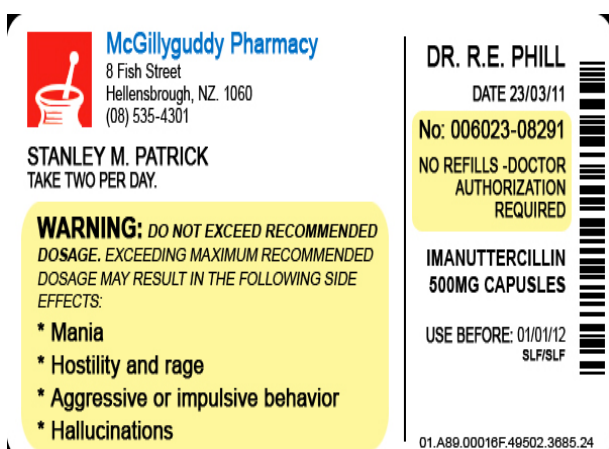 McGillyguddy Pharmacy
8 Fish Street
Hellensbrough, NZ. 1060
(08) 535-4301
STANLEY M. PATRICK
TAKE TWO PER DAY.
WARNING: DO NOT EXCEED RECOMMENDED
DOSAGE. EXCEEDING MAXIMUM RECOMMENDED
DOSAGE MAY RESULT IN THE FOLLOWING SIDE
EFFECTS:
* Mania
* Hostility and rage
* Aggressive or impulsive behavior
* Hallucinations
DR. R.E. PHILL
DATE 23/03/11
No: 006023-08291
NO REFILLS -DOCTOR
AUTHORIZATION
REQUIRED
IMANUTTERCILLIN
500MG CAPUSLES
USE BEFORE: 01/01/12
SLF/SLF
01.A89.00016F.49502.3685.24